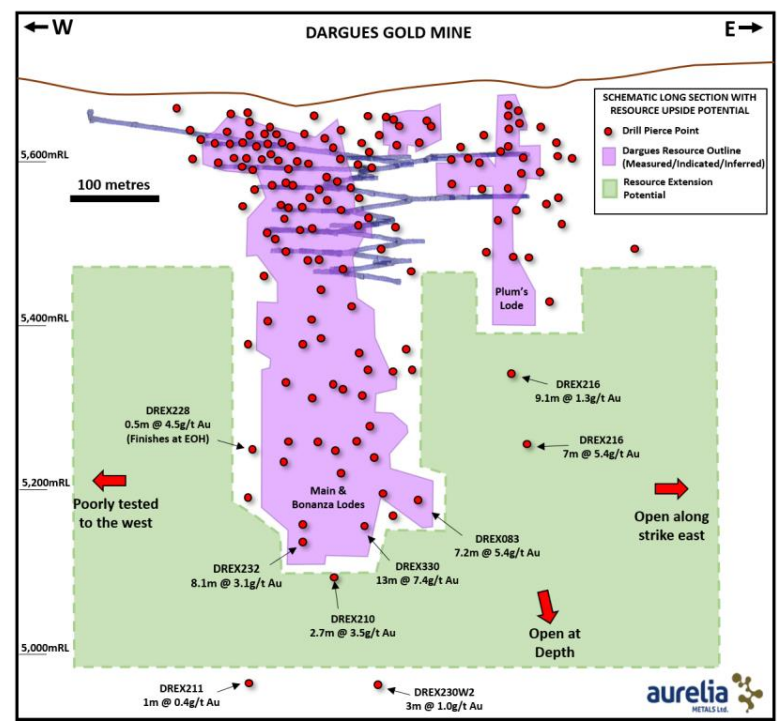 W
DARGUES GOLD MINE
E
SCHEMATIC LONG SECTION WITH
RESOURCE UPSIDE POTENTIAL
Drill Pierce Point
Dargues Resource Outline
(Measured/Indicated/Inferred)
Resource Extension
Potential
5,600mRL
100 metres
Plum's
Lode
5,400mRL
DREX216
9.1m @ 1.3g/t Au
DREX228
0.5m @ 4.5g/t Au
(Finishes at EOH)
DREX216
7m @ 5.4g/t Au
5,200mRL
Poorly tested
to the west
Main &
Bonanza Lodes
Open along
strike east
DREX083
7.2m @ 5.4g/t Au
DREX232
8.1m @ 3.1g/t Au
DREX330
13m @ 7.4g/t Au
DREX210
2.7m @ 3.5g/t Au
Open at
Depth
5,000mRL
DREX211
1m @ 0.4g/t Au
DREX230W2
3m @ 1.0g/t Au
aurelia
METALS Ltd.